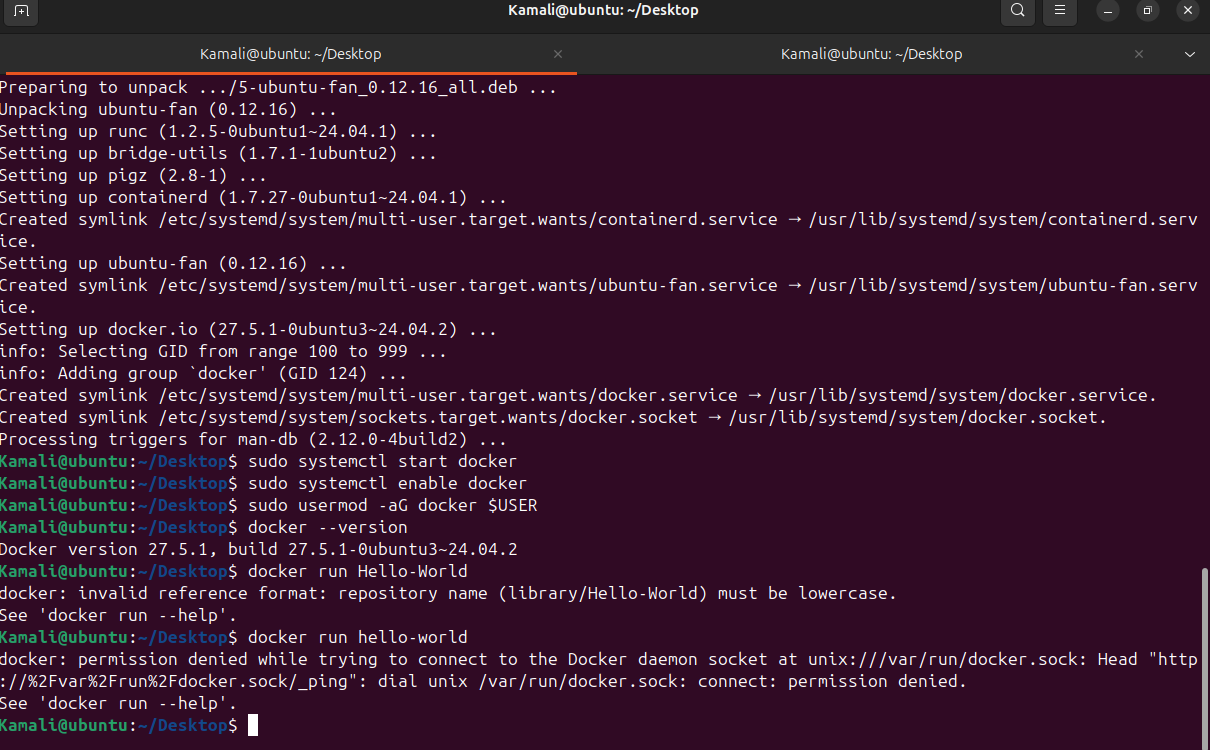 Kamali@ubuntu: ~/Desktop
Kamali@ubuntu: ~/Desktop
Kamali@ubuntu: ~/Desktop
Preparing to unpack .../5-ubuntu-fan_0.12.16_all.deb ...
Unpacking ubuntu-fan (0.12.16) ...
Setting up runc (1.2.5-0ubuntu1~24.04.1) ...
Setting up bridge-utils (1.7.1-1ubuntu2) ...
Setting up pigz (2.8-1) ...
Setting up containerd (1.7.27-0ubuntu1~24.04.1) ...
Created symlink /etc/systemd/system/multi-user.target.wants/containerd.service → /usr/lib/systemd/system/containerd.serv
ice.
Setting up ubuntu-fan (0.12.16) ...
Created symlink /etc/systemd/system/multi-user.target.wants/ubuntu-fan.service → /usr/lib/systemd/system/ubuntu-fan.serv
ice.
Setting up docker.io (27.5.1-0ubuntu3~24.04.2) ...
info: Selecting GID from range 100 to 999 ...
info: Adding group `docker' (GID 124) ...
Created symlink /etc/systemd/system/multi-user.target.wants/docker.service → /usr/lib/systemd/system/docker.service.
Created symlink /etc/systemd/system/sockets.target.wants/docker.socket → /usr/lib/systemd/system/docker.socket.
Processing triggers for man-db (2.12.0-4build2) ...
Kamali@ubuntu:~/Desktop$ sudo systemctl start docker
Kamali@ubuntu:~/Desktop$ sudo systemctl enable docker
Kamali@ubuntu:~/Desktop$ sudo usermod -aG docker $USER
Kamali@ubuntu:~/Desktop$ docker --version
Docker version 27.5.1, build 27.5.1-0ubuntu3~24.04.2
Kamali@ubuntu:~/Desktop$ docker run Hello-World
docker: invalid reference format: repository name (library/Hello-World) must be lowercase.
See 'docker run --help'.
Kamali@ubuntu:~/Desktop$ docker run hello-world
docker: permission denied while trying to connect to the Docker daemon socket at unix:///var/run/docker.sock: Head "http
://%2Fvar%2Frun%2Fdocker.sock/_ping": dial unix /var/run/docker.sock: connect: permission denied.
See 'docker run --help'.
Kamali@ubuntu:~/Desktop$